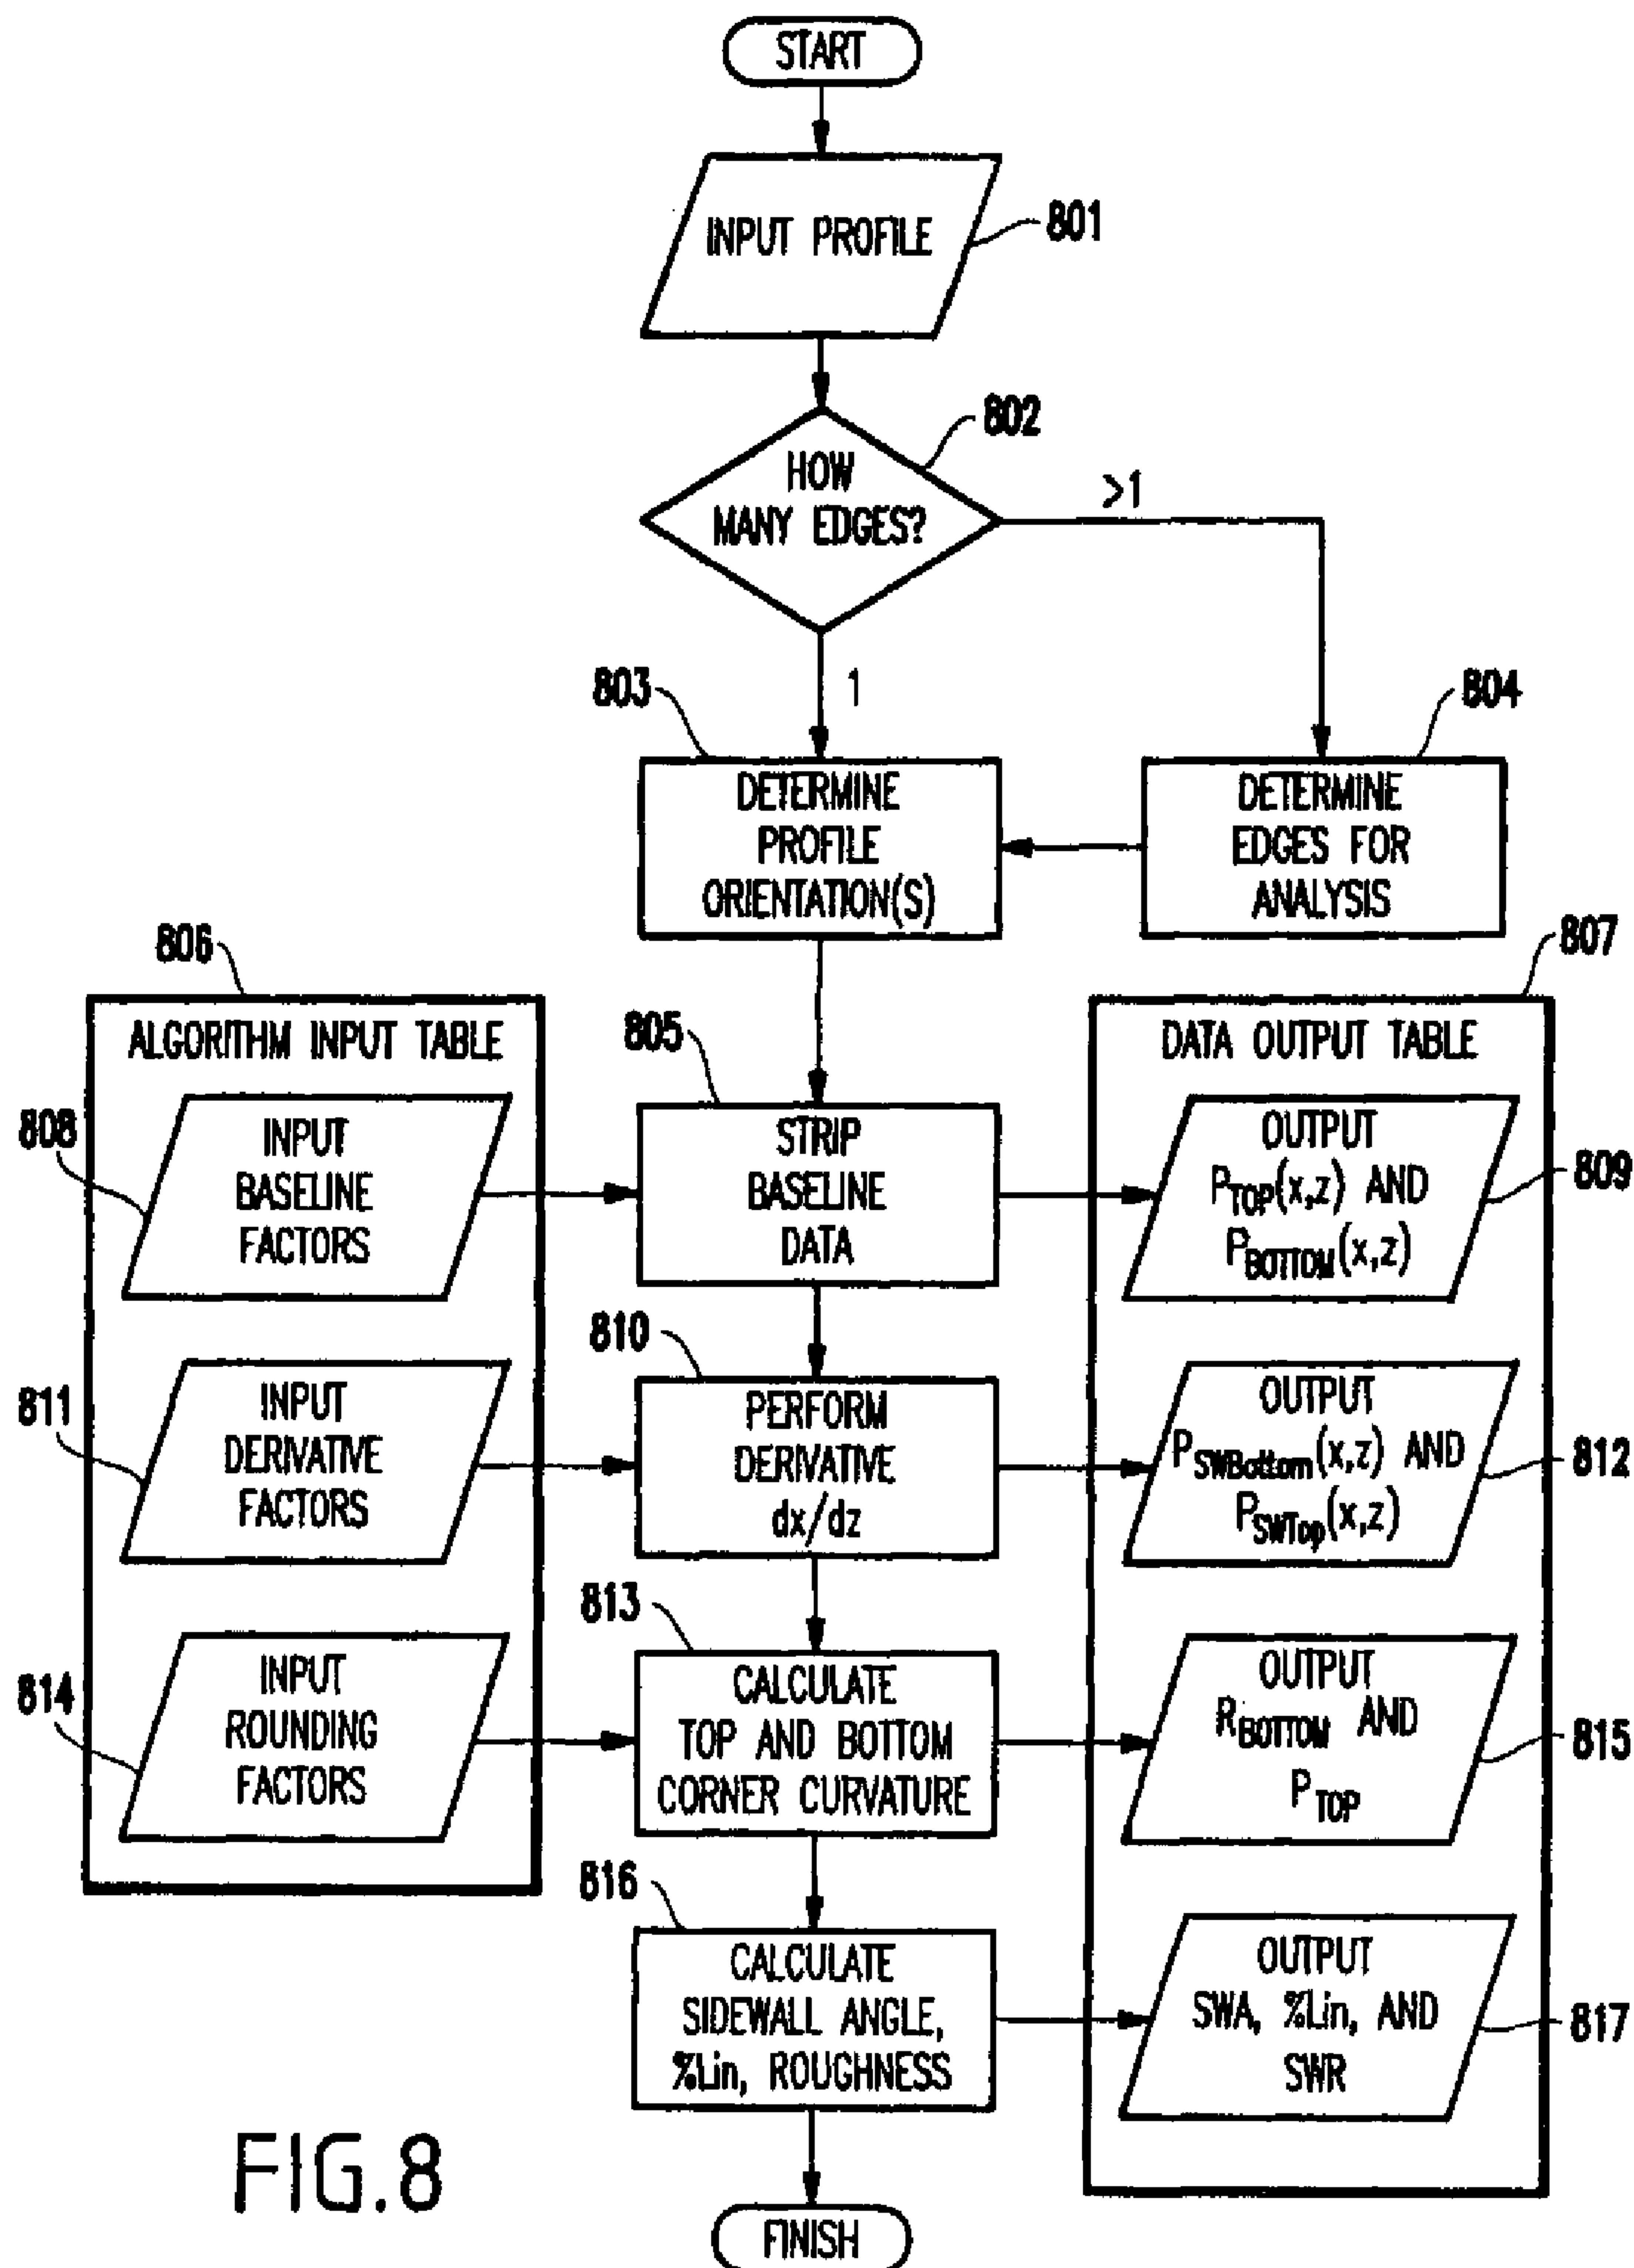 START
INPUT PROFILE
801
HOW
MANY EDGES?
802
>1
1
803
DETERMINE
PROFILE
ORIENTATION(S)
804
DETERMINE
EDGES FOR
ANALYSIS
806
ALGORITHM INPUT TABLE
807
DATA OUTPUT TABLE
808
INPUT
BASELINE
FACTORS
805
STRIP
BASELINE
DATA
OUTPUT
P_TOP(x,z) AND
P_BOTTOM(x,z)
809
811
INPUT
DERIVATIVE
FACTORS
810
PERFORM
DERIVATIVE
dx/dz
OUTPUT
P_SWBottom(x,z) AND
P_SWTop(x,z)
812
814
INPUT
ROUNDING
FACTORS
813
CALCULATE
TOP AND BOTTOM
CORNER CURVATURE
OUTPUT
R_BOTTOM AND
P_TOP
815
816
CALCULATE
SIDEWALL ANGLE,
%Lin, ROUGHNESS
OUTPUT
SWA, %Lin, AND
SWR
817
FIG.8
FINISH